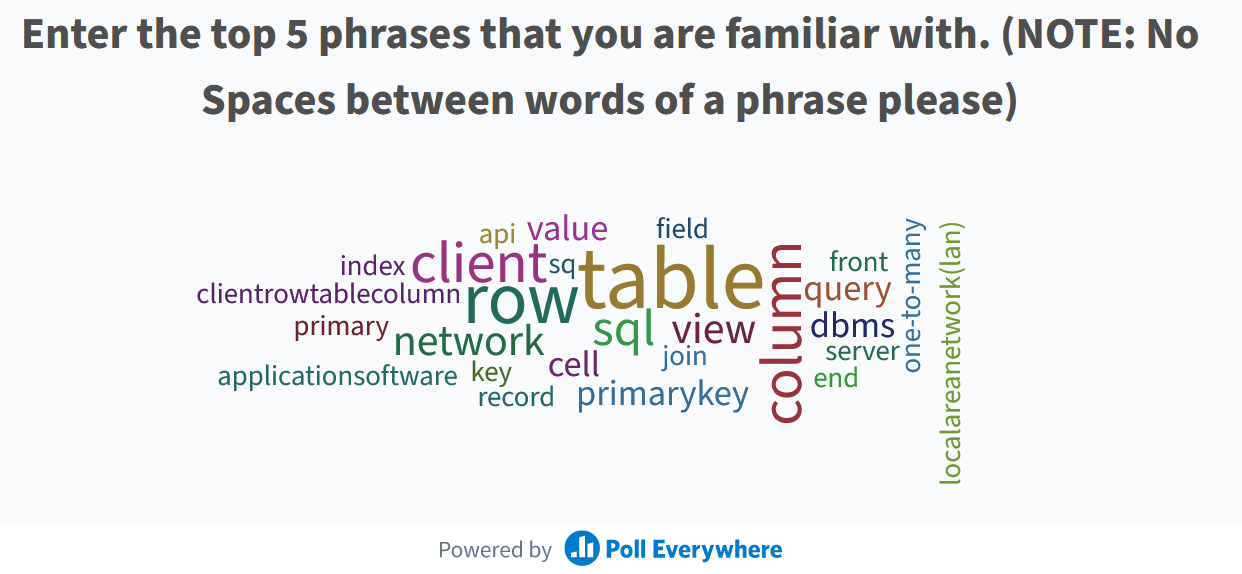 Enter the top 5 phrases that you are familiar with. (NOTE: No
Spaces between words of a phrase please)
api
value
field
index
client
sq
table
column
front
one-to-many
localareanetwork(lan)
clientrowtablecolumn
row
query
primary
network
sql
view
dbms
server
applicationsoftware
key
cell
join
end
record
primarykey
Powered by Poll Everywhere